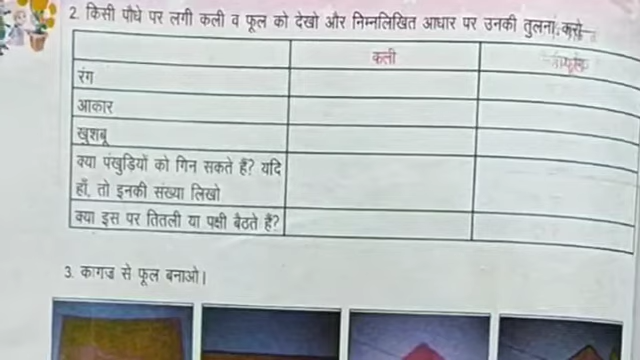 2. किसी पौधे पर लगी कली व फूल को देखो और निम्नलिखित आधार पर उनकी तुलना करो
कली फूल
रंग
आकार
खुशबू
क्या पंखुड़ियों को गिन सकते हैं? यदि
हाँ, तो इनकी संख्या लिखो
क्या इस पर तितली या पक्षी बैठते हैं?
3. कागज से फूल बनाओ।